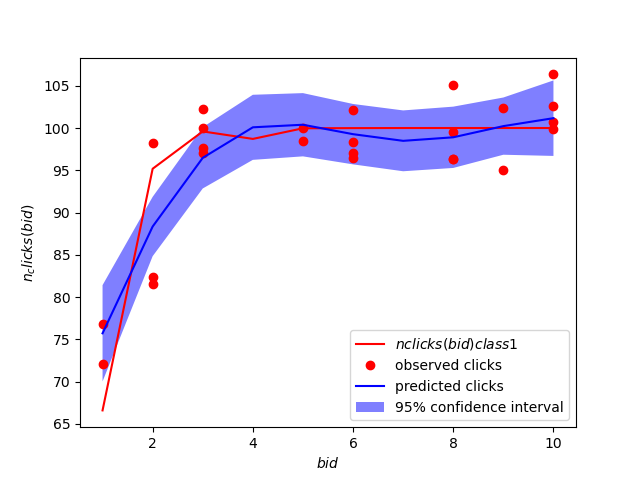 105
100
95
90
85
80
75
70
65
n_clicks(bid)
nclicks(bid)class1
observed clicks
predicted clicks
95% confidence interval
2
4
6
8
10
bid